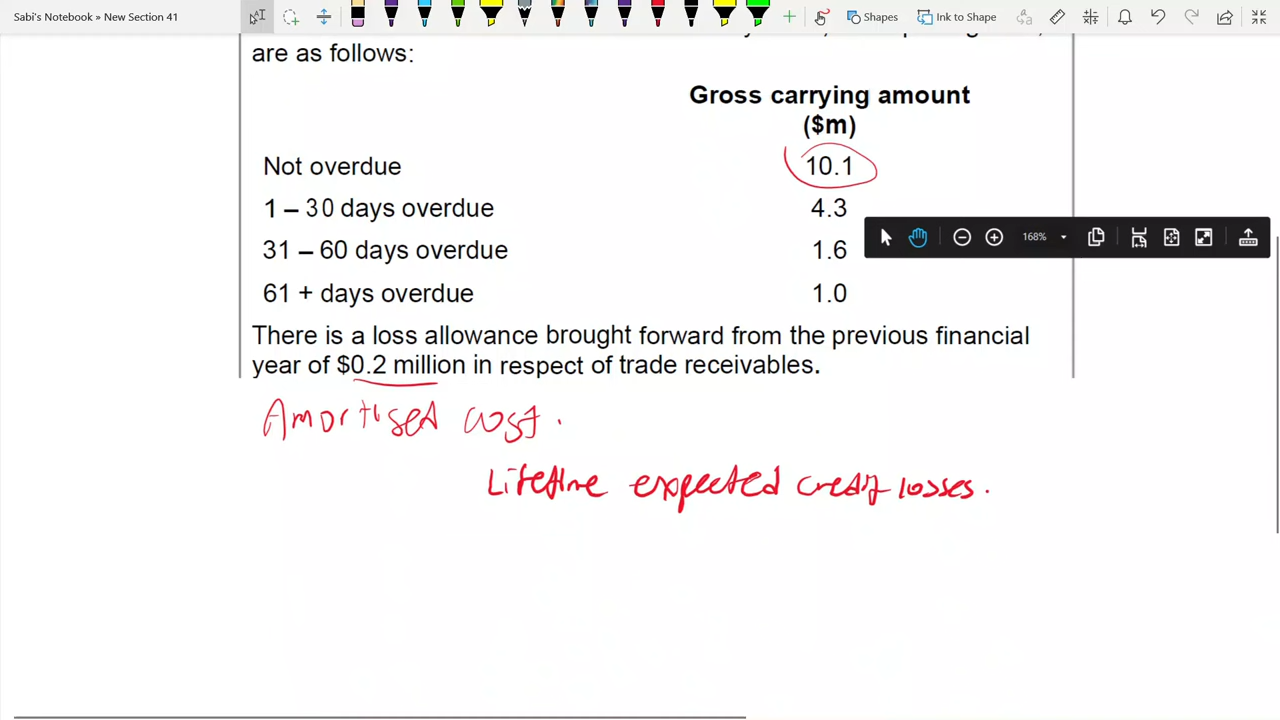 Sabi's Notebook » New Section 41
Shapes
Ink to Shape
are as follows:
Gross carrying amount
($m)
Not overdue 10.1
1 – 30 days overdue 4.3
31 – 60 days overdue 1.6
168%
61 + days overdue 1.0
There is a loss allowance brought forward from the previous financial
year of $0.2 million in respect of trade receivables.
Amortised cost.
Lifetime expected credit losses.